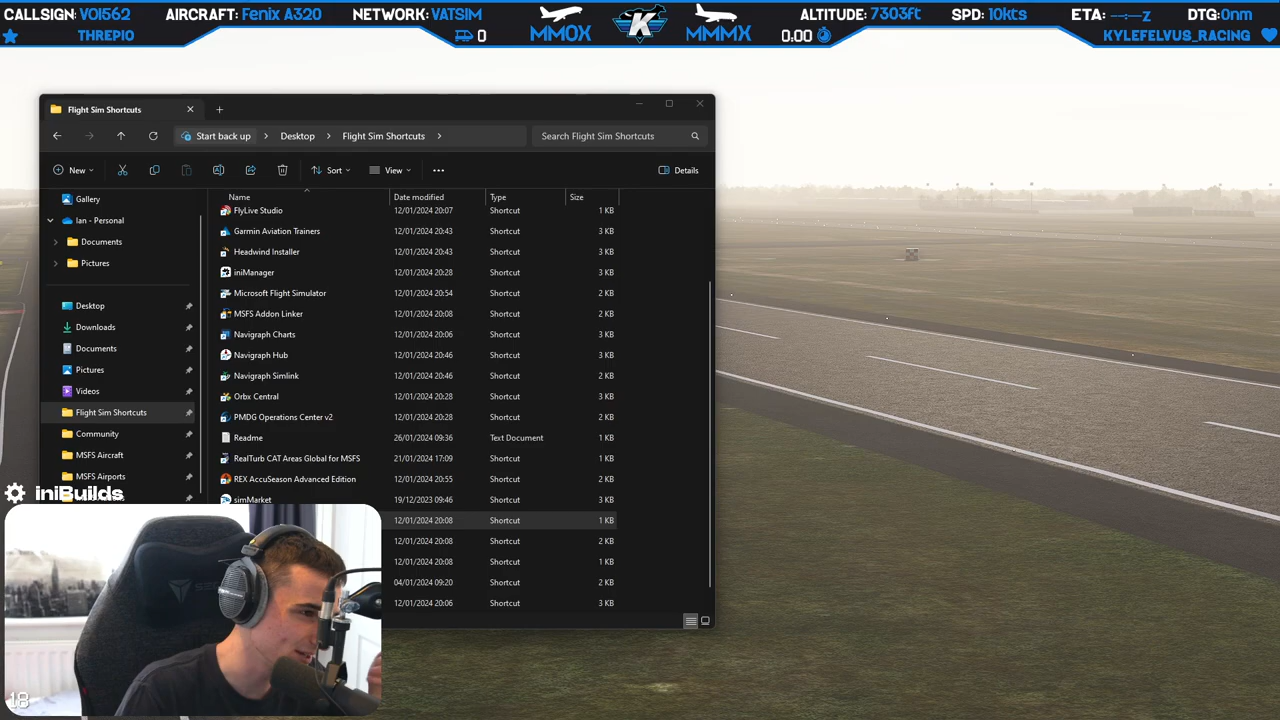 CALLSIGN: VOI562 AIRCRAFT: Fenix A320 NETWORK: VATSIM ALTITUDE: 7303ft SPD: 10kts ETA: --:--z DTG: 0nm
THREPIO 0 MMOX K MMMX 0:00 KYLEFELVUS_RACING
Flight Sim Shortcuts
Start back up > Desktop > Flight Sim Shortcuts > Search Flight Sim Shortcuts
New Sort View ... Details
Name Date modified Type Size
Gallery
Ian - Personal
Documents
Pictures
Desktop
Downloads
Documents
Pictures
Videos
Flight Sim Shortcuts
Community
MSFS Aircraft
MSFS Airports
FlyLive Studio 12/01/2024 20:07 Shortcut 1 KB
Garmin Aviation Trainers 12/01/2024 20:43 Shortcut 3 KB
Headwind Installer 12/01/2024 20:43 Shortcut 3 KB
iniManager 12/01/2024 20:28 Shortcut 3 KB
Microsoft Flight Simulator 12/01/2024 20:54 Shortcut 2 KB
MSFS Addon Linker 12/01/2024 20:08 Shortcut 2 KB
Navigraph Charts 12/01/2024 20:06 Shortcut 3 KB
Navigraph Hub 12/01/2024 20:46 Shortcut 3 KB
Navigraph Simlink 12/01/2024 20:46 Shortcut 2 KB
Orbx Central 12/01/2024 20:28 Shortcut 3 KB
PMDG Operations Center v2 12/01/2024 20:28 Shortcut 3 KB
Readme 26/01/2024 09:36 Text Document 1 KB
RealTurb CAT Areas Global for MSFS 21/01/2024 17:09 Shortcut 3 KB
REX AccuSeason Advanced Edition 12/01/2024 20:55 Shortcut 2 KB
simMarket 19/12/2023 09:46 Shortcut 3 KB
12/01/2024 20:08 Shortcut 1 KB
12/01/2024 20:08 Shortcut 2 KB
12/01/2024 20:08 Shortcut 1 KB
04/01/2024 09:20 Shortcut 2 KB
12/01/2024 20:06 Shortcut 3 KB
iniBuilds
18